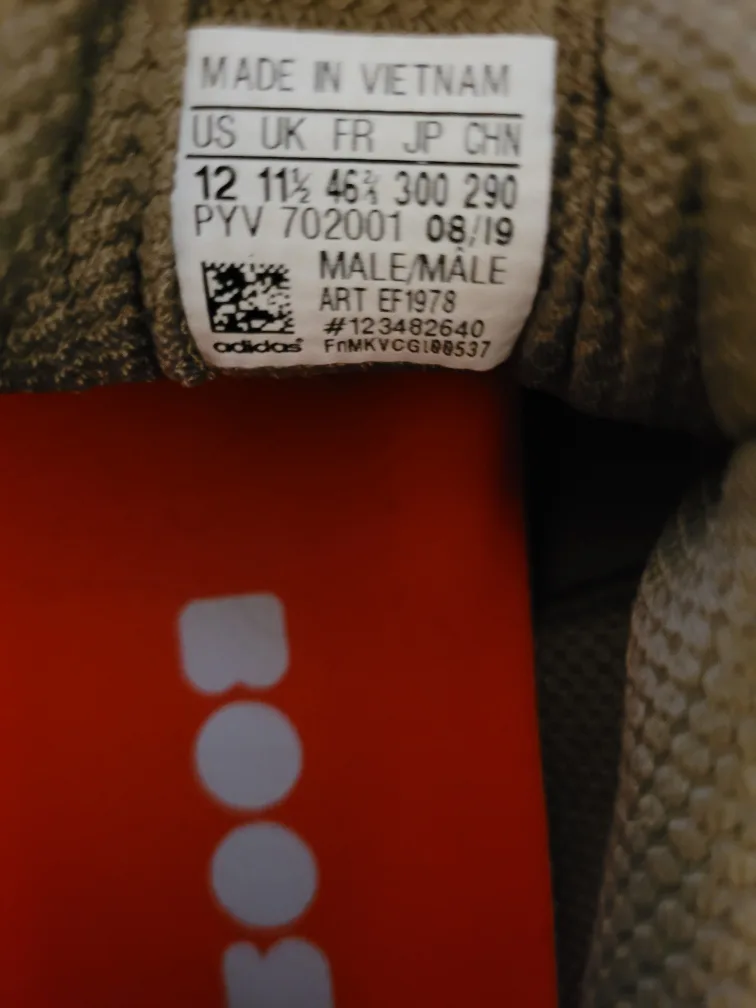 MADE IN VIETNAM
US UK FR JP CHN
12 11½ 46⅔ 300 290
PYV 702001 08/19
MALE/MÂLE
ART EF1978
#123482640
adidas
BOOS